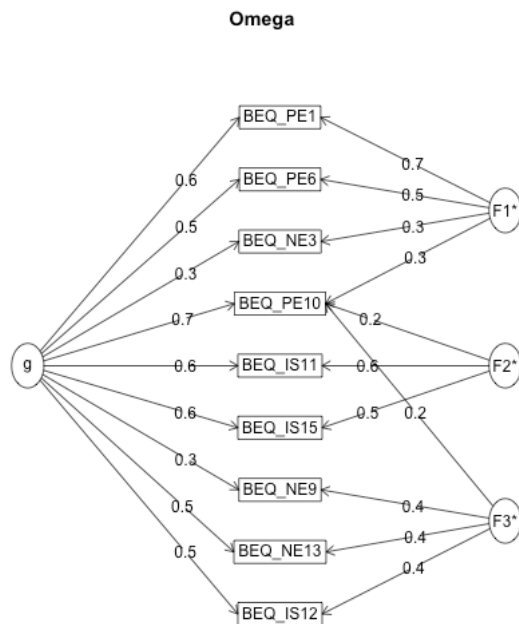 Omega
BEQ_PE1
0.7
0.6
BEQ_PE6
0.5
F1*
0.5
BEQ_NE3
0.3
0.3
0.3
BEQ_PE10
0.7
0.2
g
0.6
BEQ_IS11
0.6
F2*
0.6
0.5
0.2
BEQ_IS15
0.3
BEQ_NE9
0.4
F3*
0.5
0.4
BEQ_NE13
0.5
0.4
BEQ_IS12